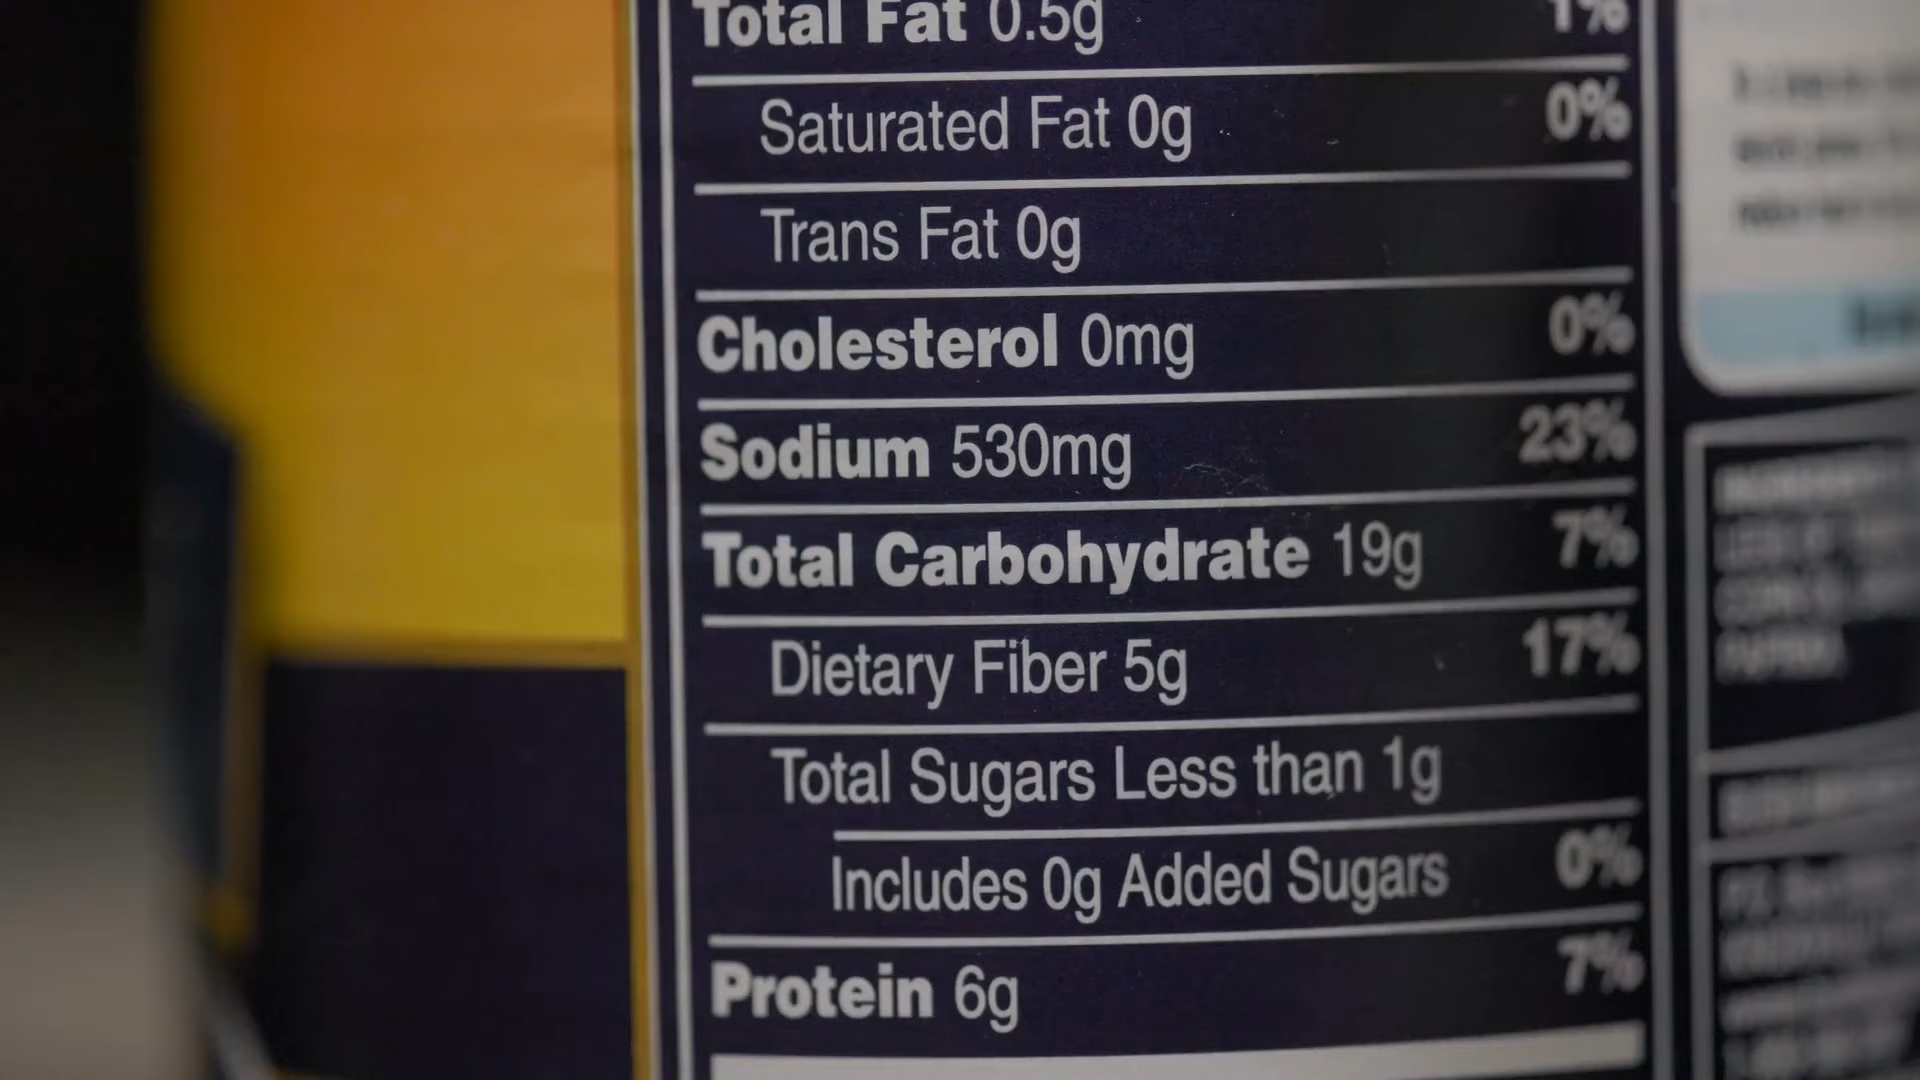 Total Fat 0.5g 1%
Saturated Fat 0g 0%
Trans Fat 0g
Cholesterol 0mg 0%
Sodium 530mg 23%
Total Carbohydrate 19g 7%
Dietary Fiber 5g 17%
Total Sugars Less than 1g
Includes 0g Added Sugars 0%
Protein 6g 7%